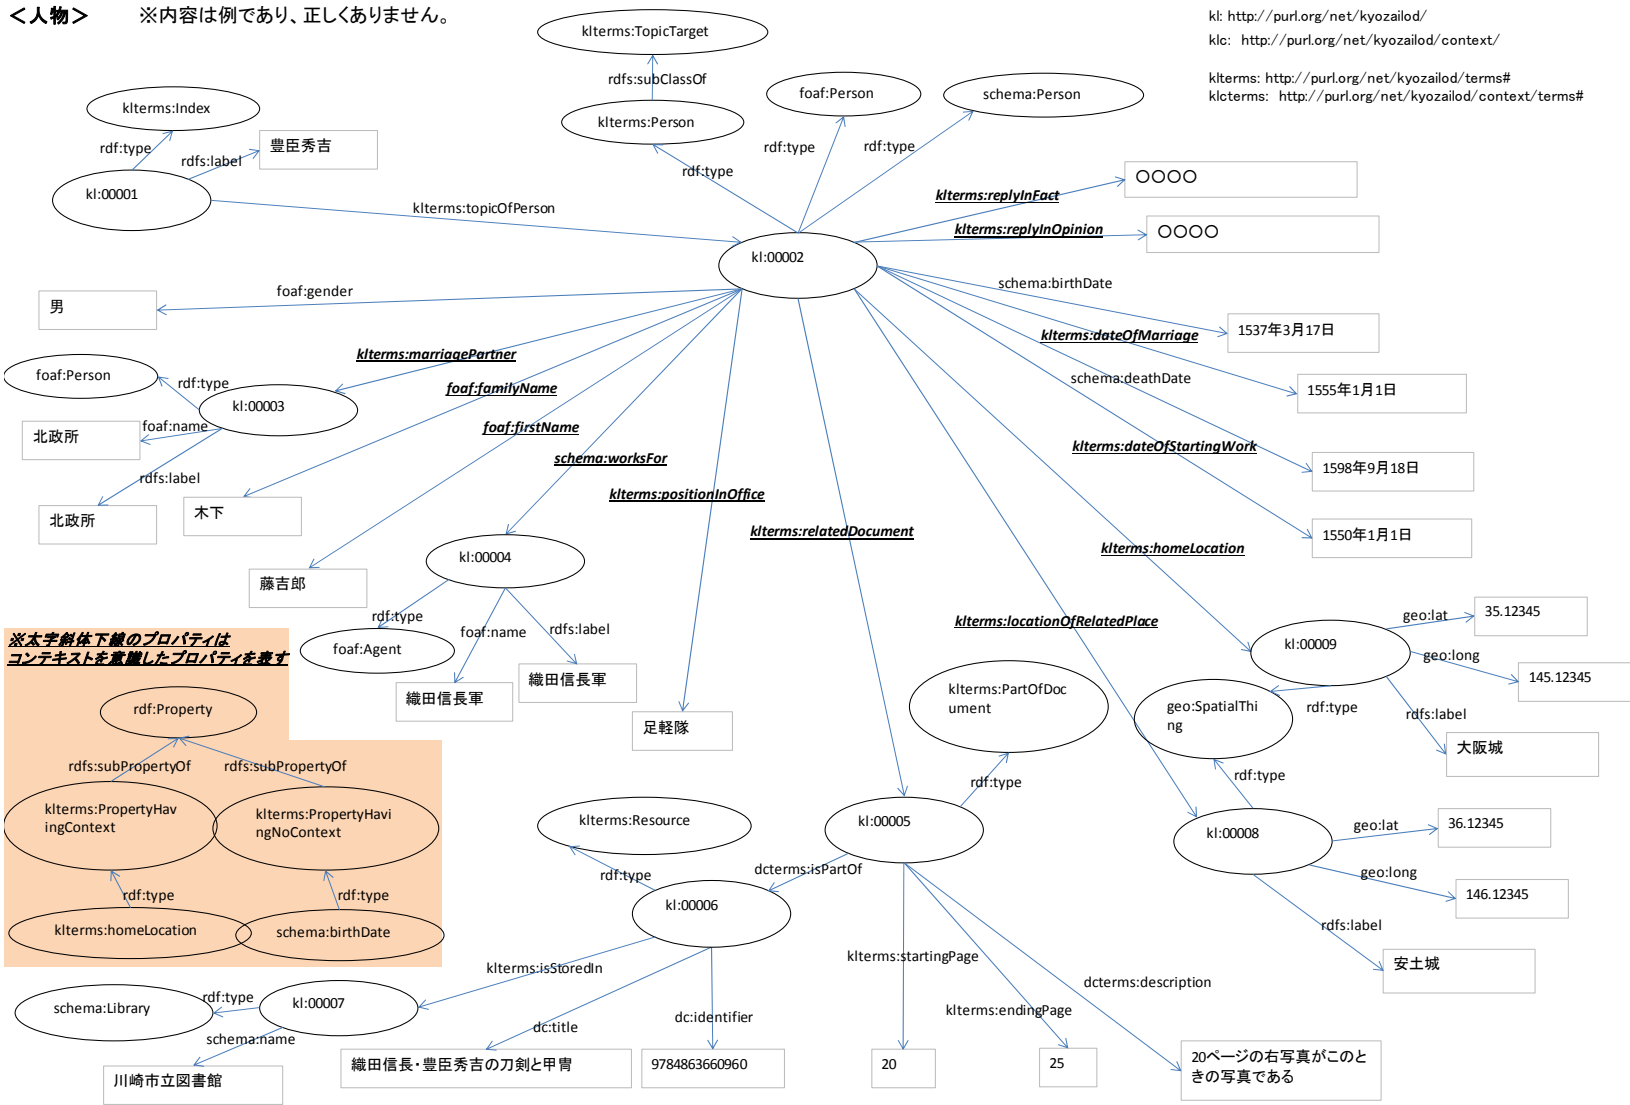 ＜人物＞　※内容は例であり、正しくありません。
kl: http://purl.org/net/kyozailod/
klc: http://purl.org/net/kyozailod/context/
klterms: http://purl.org/net/kyozailod/terms#
klcterms: http://purl.org/net/kyozailod/context/terms#
klterms:TopicTarget
rdfs:subClassOf
klterms:Person
foaf:Person
schema:Person
klterms:Index
rdf:type
rdfs:label
豊臣秀吉
kl:00001
klterms:topicOfPerson
rdf:type
rdf:type
rdf:type
klterms:replyInFact
〇〇〇〇
klterms:replyInOpinion
〇〇〇〇
kl:00002
foaf:gender
男
schema:birthDate
1537年3月17日
klterms:dateOfMarriage
1555年1月1日
schema:deathDate
1598年9月18日
klterms:dateOfStartingWork
1550年1月1日
klterms:marriagePartner
foaf:Person
rdf:type
kl:00003
foaf:name
北政所
rdfs:label
北政所
foaf:familyName
木下
foaf:firstName
藤吉郎
schema:worksFor
kl:00004
rdf:type
foaf:Agent
foaf:name
織田信長軍
rdfs:label
織田信長軍
klterms:positionInOffice
足軽隊
klterms:relatedDocument
klterms:homeLocation
klterms:locationOfRelatedPlace
kl:00009
geo:lat
35.12345
geo:long
145.12345
rdfs:label
大阪城
rdf:type
geo:SpatialThi
ng
rdf:type
kl:00008
geo:lat
36.12345
geo:long
146.12345
rdfs:label
安土城
klterms:PartOfDoc
ument
rdf:type
kl:00005
dcterms:isPartOf
klterms:startingPage
20
klterms:endingPage
25
dcterms:description
20ページの右写真がこのと
きの写真である
klterms:Resource
rdf:type
kl:00006
klterms:isStoredIn
dc:title
織田信長・豊臣秀吉の刀剣と甲冑
dc:identifier
9784863660960
kl:00007
rdf:type
schema:Library
schema:name
川崎市立図書館
※太字斜体下線のプロパティは
コンテキストを意識したプロパティを表す
rdf:Property
rdfs:subPropertyOf
rdfs:subPropertyOf
klterms:PropertyHav
ingContext
klterms:PropertyHavi
ngNoContext
rdf:type
rdf:type
klterms:homeLocation
schema:birthDate